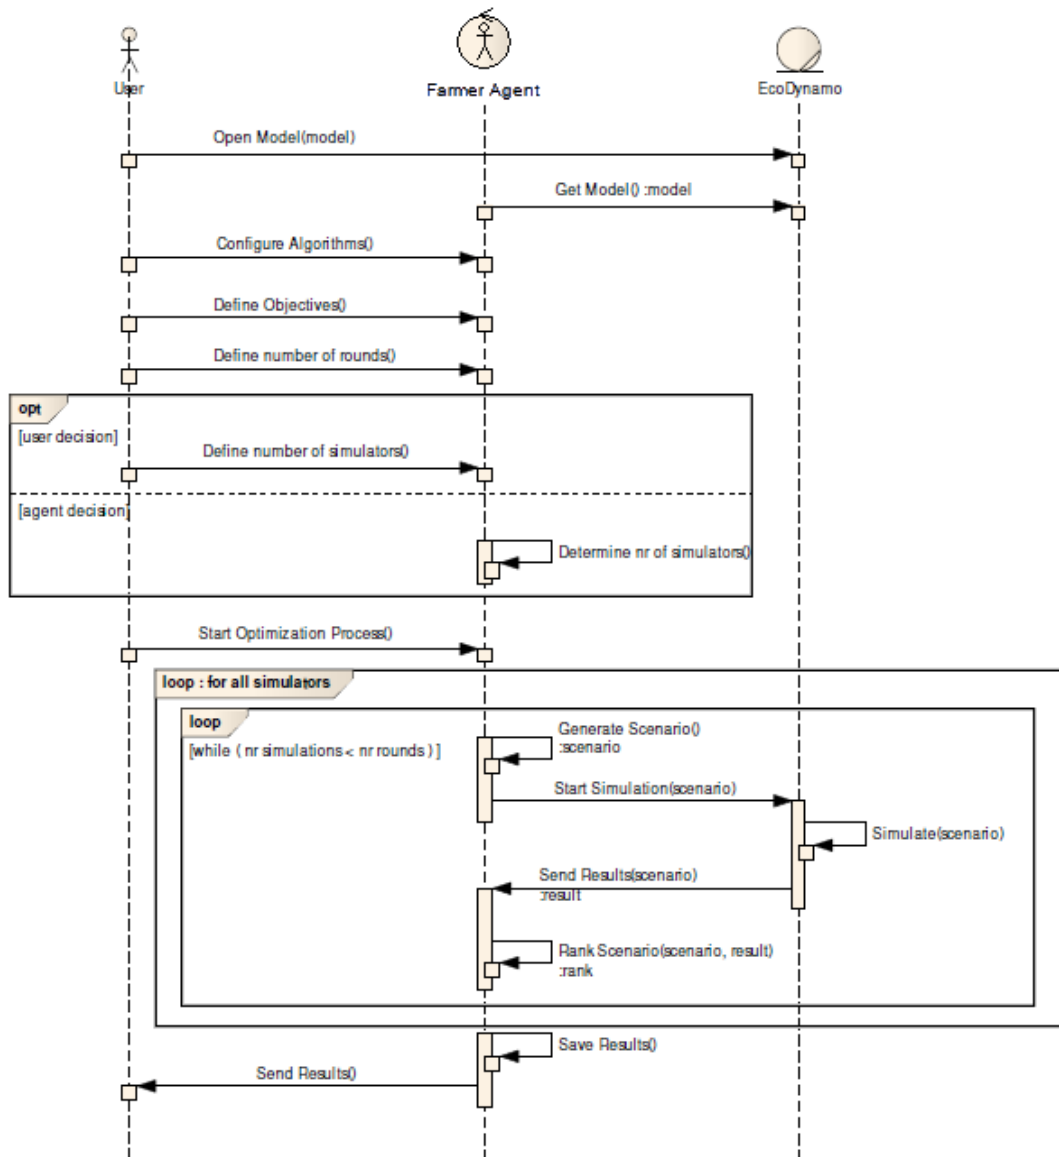 User
Farmer Agent
EcoDynamo
Open Model(model)
Get Model() :model
Configure Algorithms()
Define Objectives()
Define number of rounds()
opt
[user decision]
Define number of simulators()
[agent decision]
Determine nr of simulators()
Start Optimization Process()
loop : for all simulators
loop
[while ( nr simulations < nr rounds ) ]
Generate Scenario()
:scenario
Start Simulation(scenario)
Simulate(scenario)
Send Results(scenario)
:result
Rank Scenario(scenario, result)
:rank
Save Results()
Send Results()